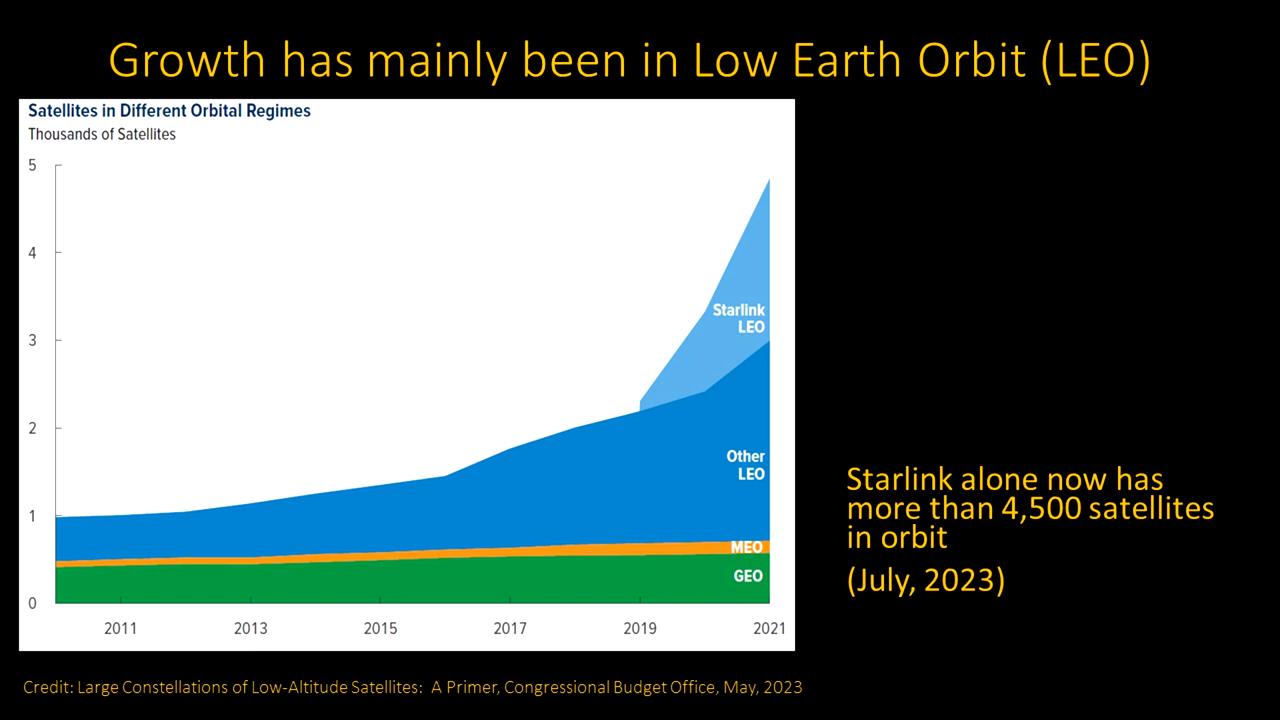 Growth has mainly been in Low Earth Orbit (LEO)
Satellites in Different Orbital Regimes
Thousands of Satellites
5
4
3
2
1
0
Starlink
LEO
Other
LEO
MEO
GEO
2011
2013
2015
2017
2019
2021
Starlink alone now has
more than 4,500 satellites
in orbit
(July, 2023)
Credit: Large Constellations of Low-Altitude Satellites:  A Primer, Congressional Budget Office, May, 2023